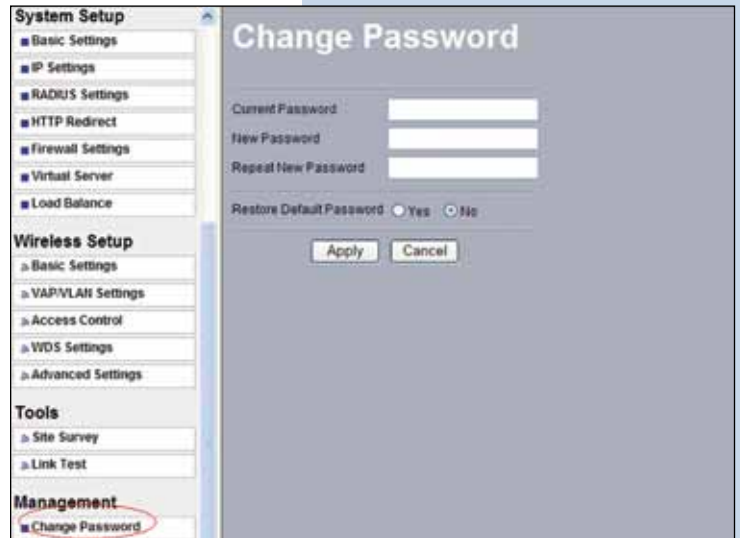 System Setup
Basic Settings
IP Settings
RADIUS Settings
HTTP Redirect
Firewall Settings
Virtual Server
Load Balance
Wireless Setup
Basic Settings
VAP/VLAN Settings
Access Control
WDS Settings
Advanced Settings
Tools
Site Survey
Link Test
Management
Change Password
Change Password
Current Password
New Password
Repeat New Password
Restore Default Password Yes No
Apply Cancel